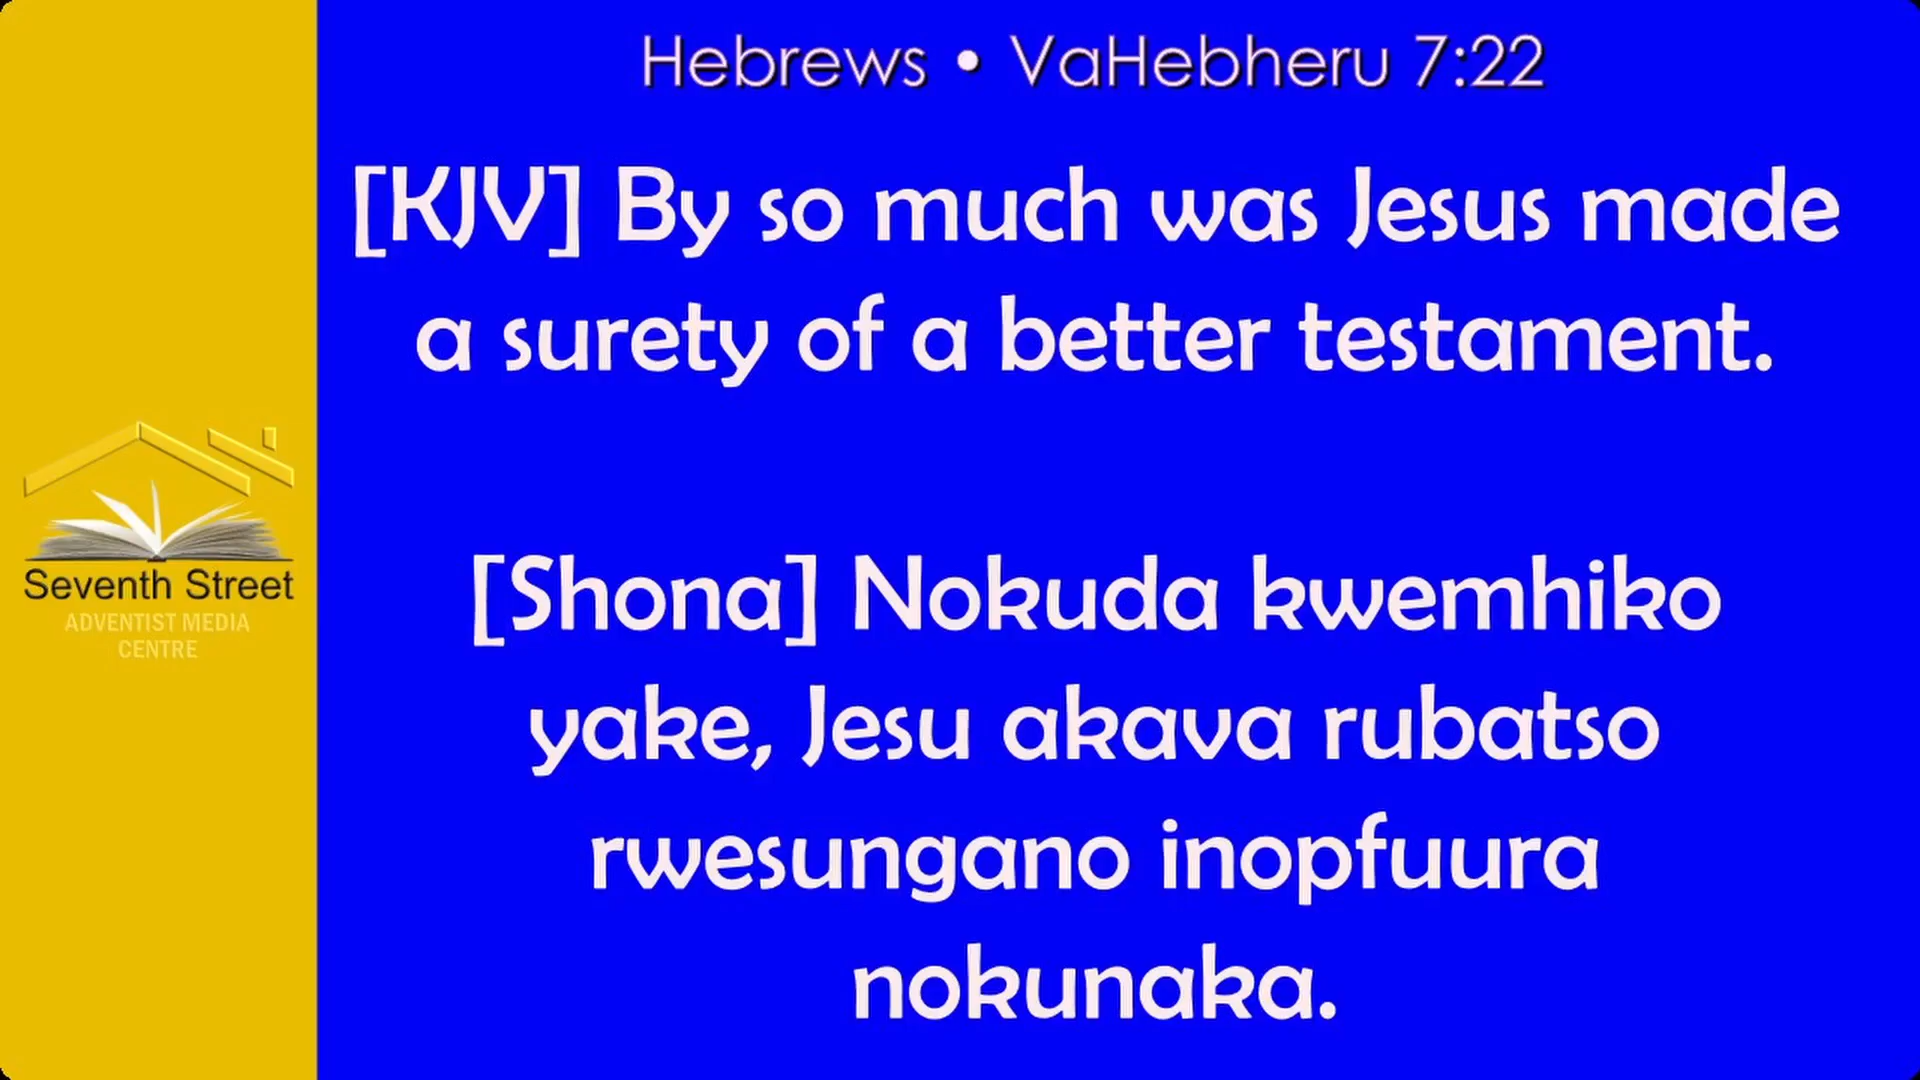 Hebrews • VaHebheru 7:22
[KJV] By so much was Jesus made
a surety of a better testament.
[Shona] Nokuda kwemhiko
yake, Jesu akava rubatso
rwesungano inopfuura
nokunaka.
Seventh Street
ADVENTIST MEDIA
CENTRE